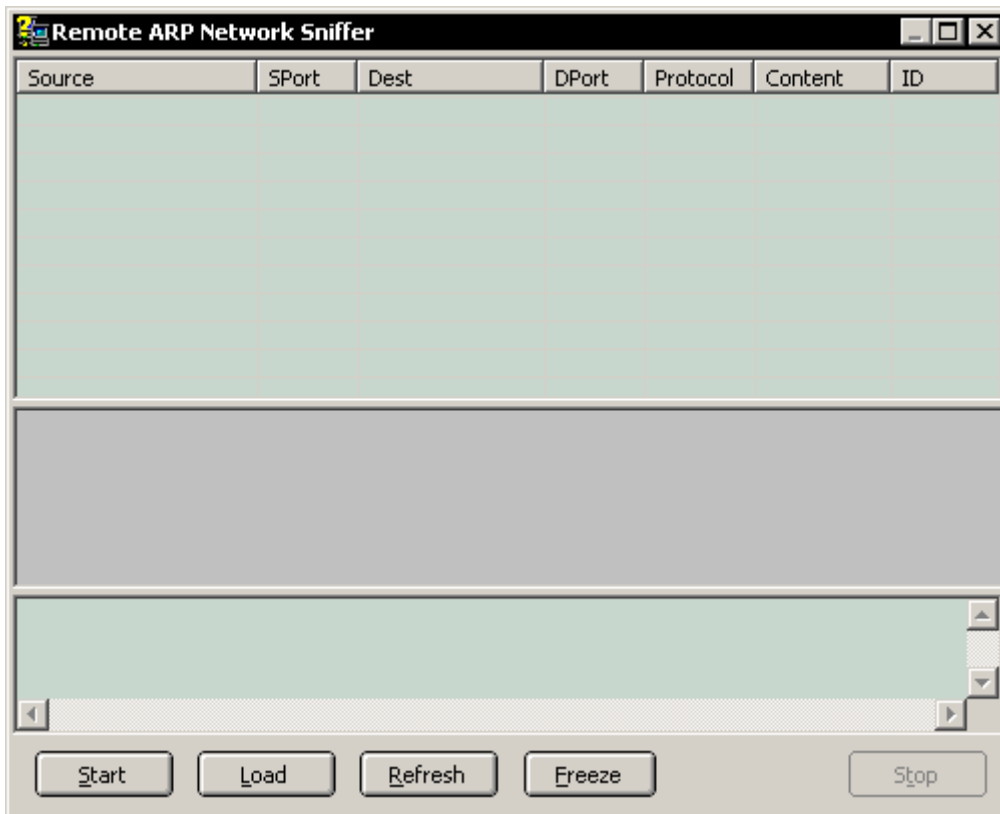 Remote ARP Network Sniffer
Source SPort Dest DPort Protocol Content ID
Start Load Refresh Freeze Stop